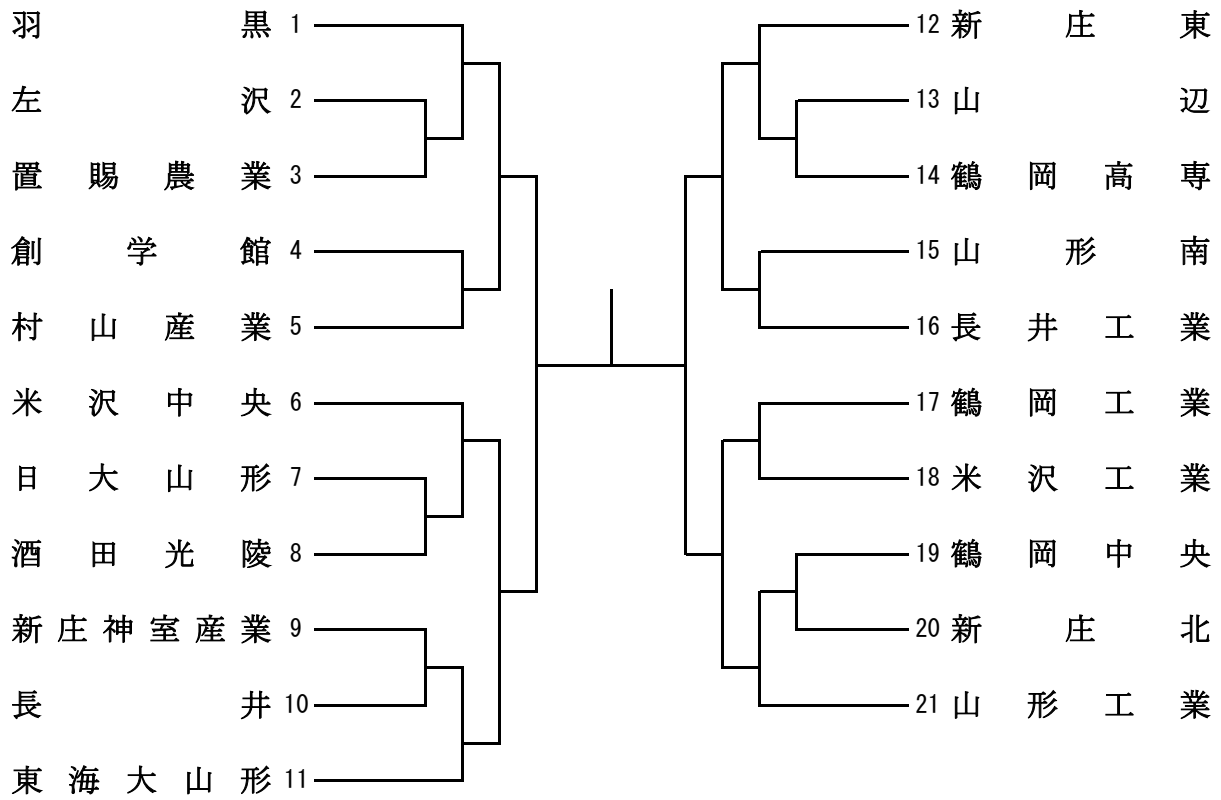 羽黒 1
左沢 2
置賜農業 3
創学館 4
村山産業 5
米沢中央 6
日大山形 7
酒田光陵 8
新庄神室産業 9
長井 10
東海大山形 11
12 新庄東
13 山辺
14 鶴岡高専
15 山形南
16 長井工業
17 鶴岡工業
18 米沢工業
19 鶴岡中央
20 新庄北
21 山形工業